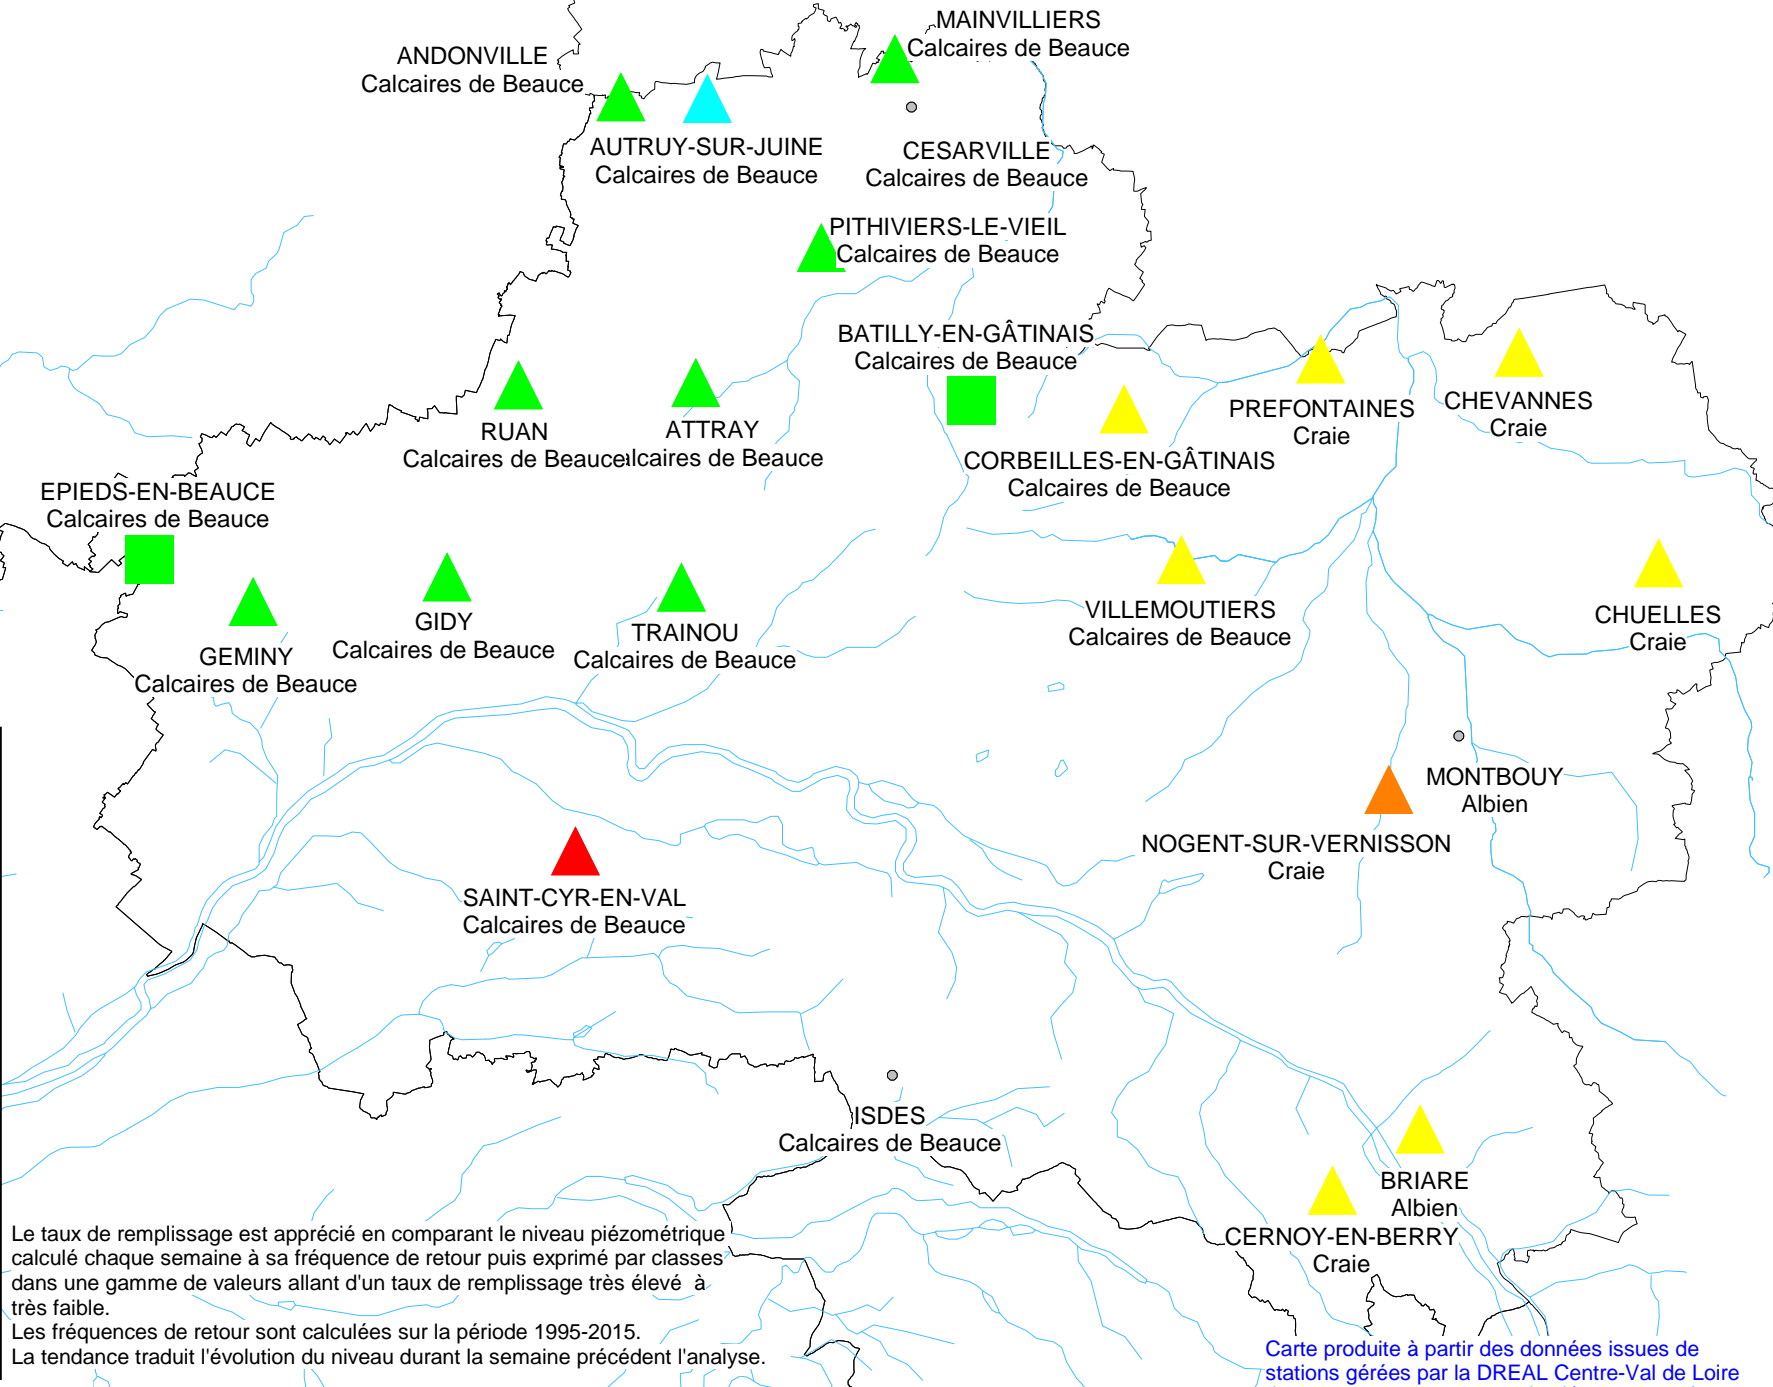 MAINVILLIERS
Calcaires de Beauce
ANDONVILLE
Calcaires de Beauce
AUTRUY-SUR-JUINE
Calcaires de Beauce
CESARVILLE
Calcaires de Beauce
PITHIVIERS-LE-VIEIL
Calcaires de Beauce
BATILLY-EN-GÂTINAIS
Calcaires de Beauce
RUAN
Calcaires de Beauce
ATTRAY
alcaires de Beauce
PREFONTAINES
Craie
CHEVANNES
Craie
CORBEILLES-EN-GÂTINAIS
Calcaires de Beauce
EPIEDS-EN-BEAUCE
Calcaires de Beauce
GEMINY
Calcaires de Beauce
GIDY
Calcaires de Beauce
TRAINOU
Calcaires de Beauce
VILLEMOUTIERS
Calcaires de Beauce
CHUELLES
Craie
MONTBOUY
Albien
NOGENT-SUR-VERNISSON
Craie
SAINT-CYR-EN-VAL
Calcaires de Beauce
ISDES
Calcaires de Beauce
BRIARE
Albien
CERNOY-EN-BERRY
Craie
Le taux de remplissage est apprécié en comparant le niveau piézométrique
calculé chaque semaine à sa fréquence de retour puis exprimé par classes
dans une gamme de valeurs allant d'un taux de remplissage très élevé à
très faible.
Les fréquences de retour sont calculées sur la période 1995-2015.
La tendance traduit l'évolution du niveau durant la semaine précédent l'analyse.
Carte produite à partir des données issues de
stations gérées par la DREAL Centre-Val de Loire